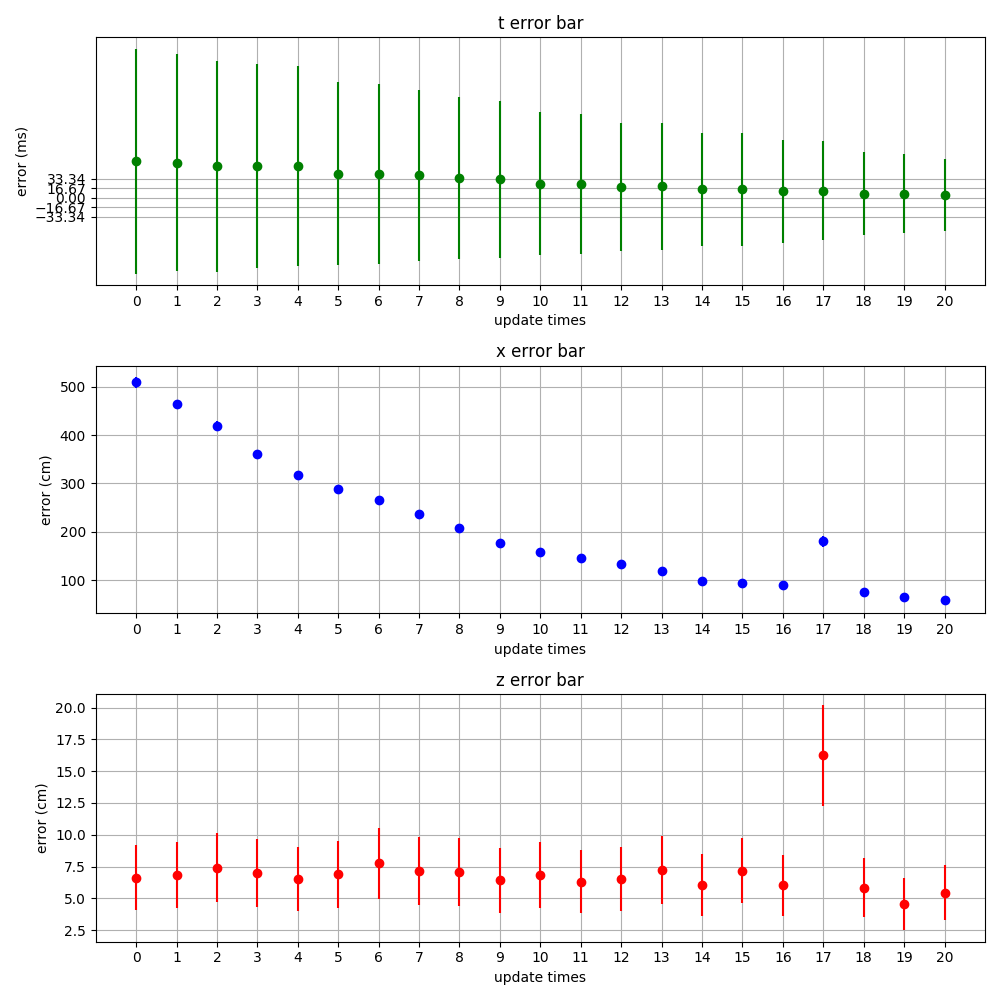 t error bar
error (ms)
33.34
16.67
0.00
−16.67
−33.34
0 1 2 3 4 5 6 7 8 9 10 11 12 13 14 15 16 17 18 19 20
update times
x error bar
error (cm)
500
400
300
200
100
0 1 2 3 4 5 6 7 8 9 10 11 12 13 14 15 16 17 18 19 20
update times
z error bar
error (cm)
20.0
17.5
15.0
12.5
10.0
7.5
5.0
2.5
0 1 2 3 4 5 6 7 8 9 10 11 12 13 14 15 16 17 18 19 20
update times